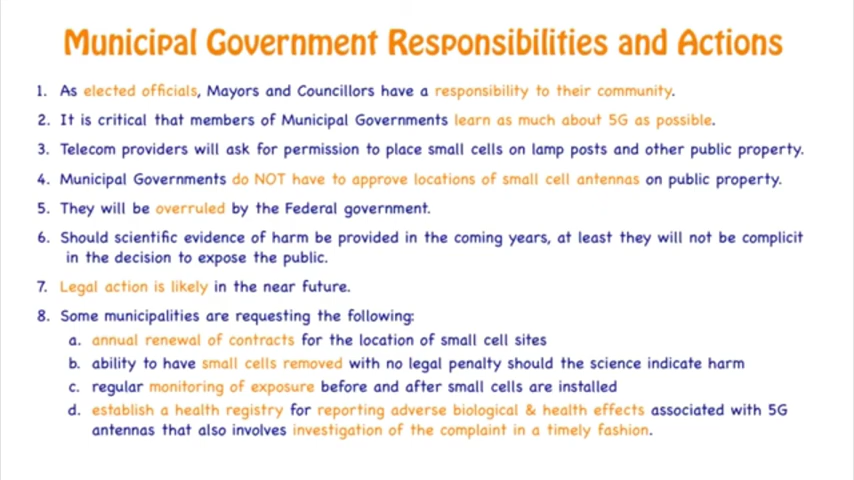 Municipal Government Responsibilities and Actions
1. As elected officials, Mayors and Councillors have a responsibility to their community.
2. It is critical that members of Municipal Governments learn as much about 5G as possible.
3. Telecom providers will ask for permission to place small cells on lamp posts and other public property.
4. Municipal Governments do NOT have to approve locations of small cell antennas on public property.
5. They will be overruled by the Federal government.
6. Should scientific evidence of harm be provided in the coming years, at least they will not be complicit
in the decision to expose the public.
7. Legal action is likely in the near future.
8. Some municipalities are requesting the following:
a. annual renewal of contracts for the location of small cell sites
b. ability to have small cells removed with no legal penalty should the science indicate harm
c. regular monitoring of exposure before and after small cells are installed
d. establish a health registry for reporting adverse biological & health effects associated with 5G
antennas that also involves investigation of the complaint in a timely fashion.